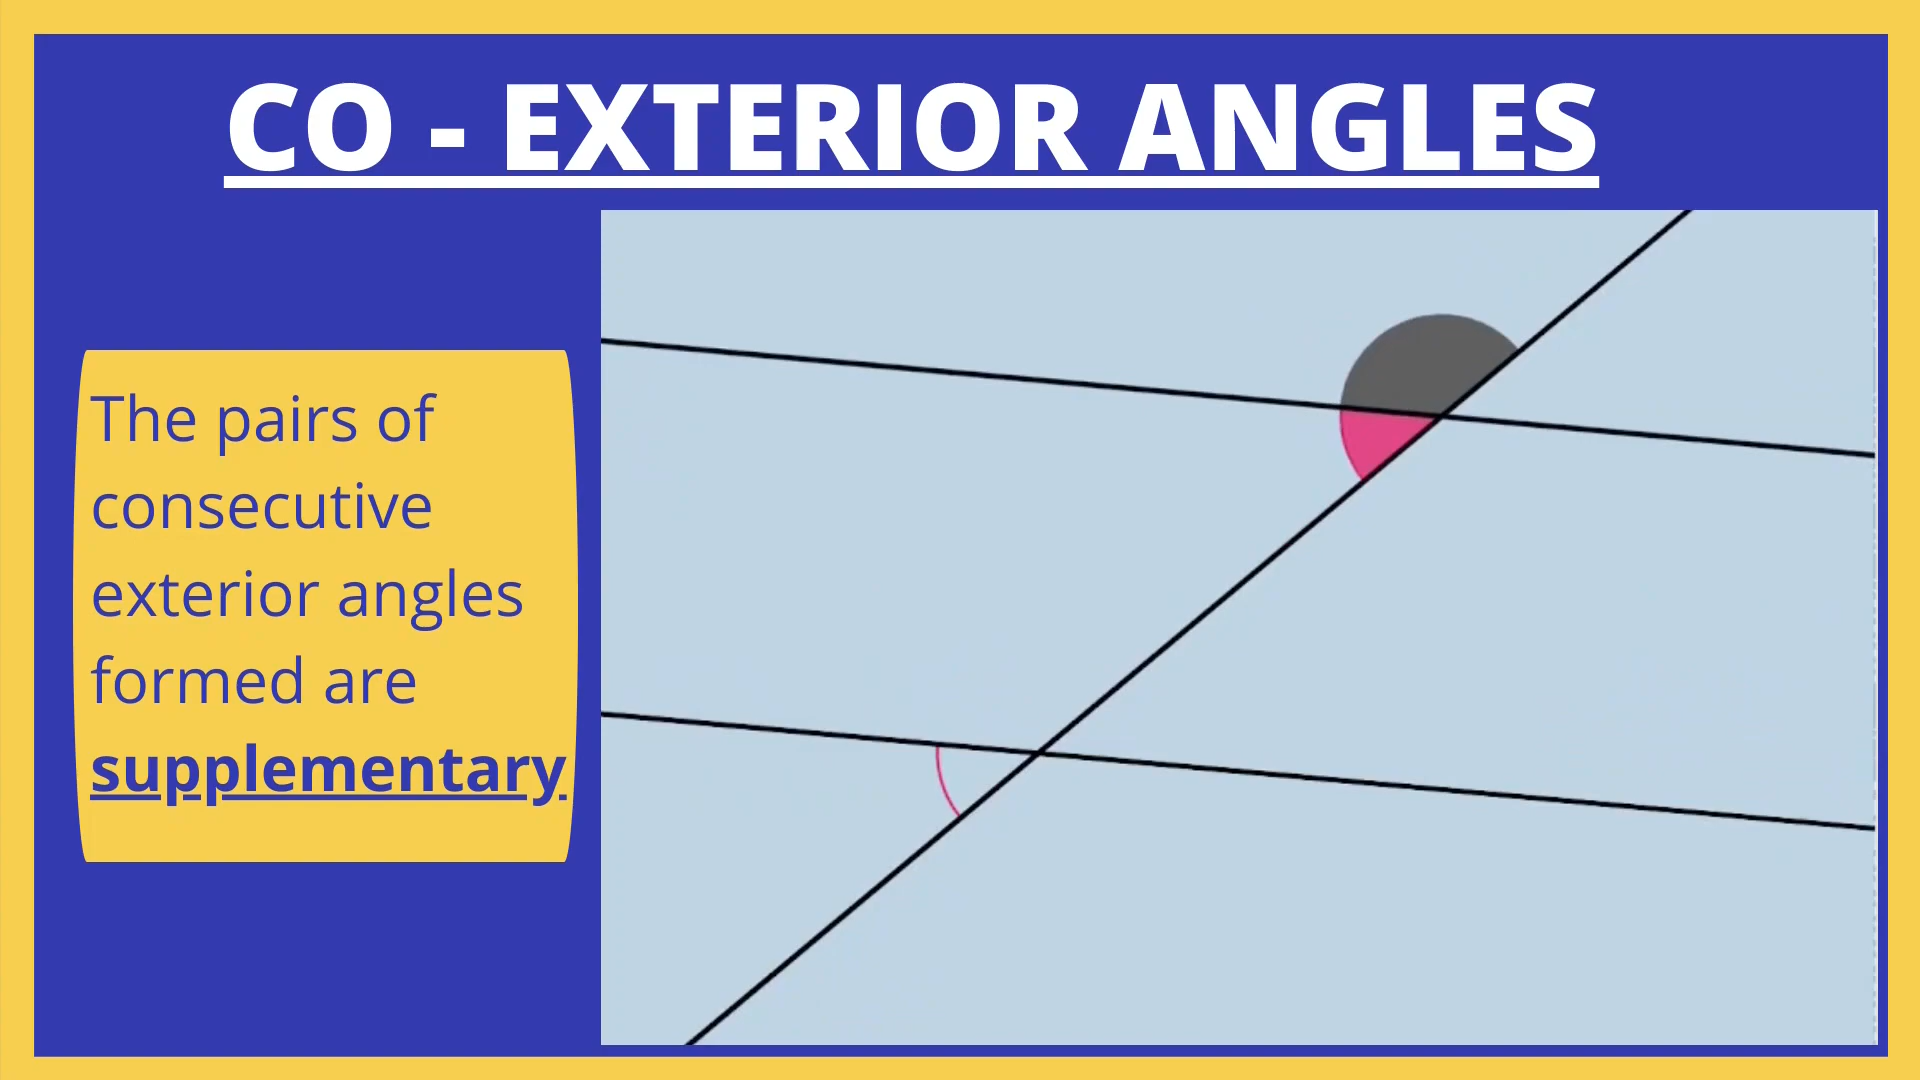 CO - EXTERIOR ANGLES
The pairs of
consecutive
exterior angles
formed are
supplementary